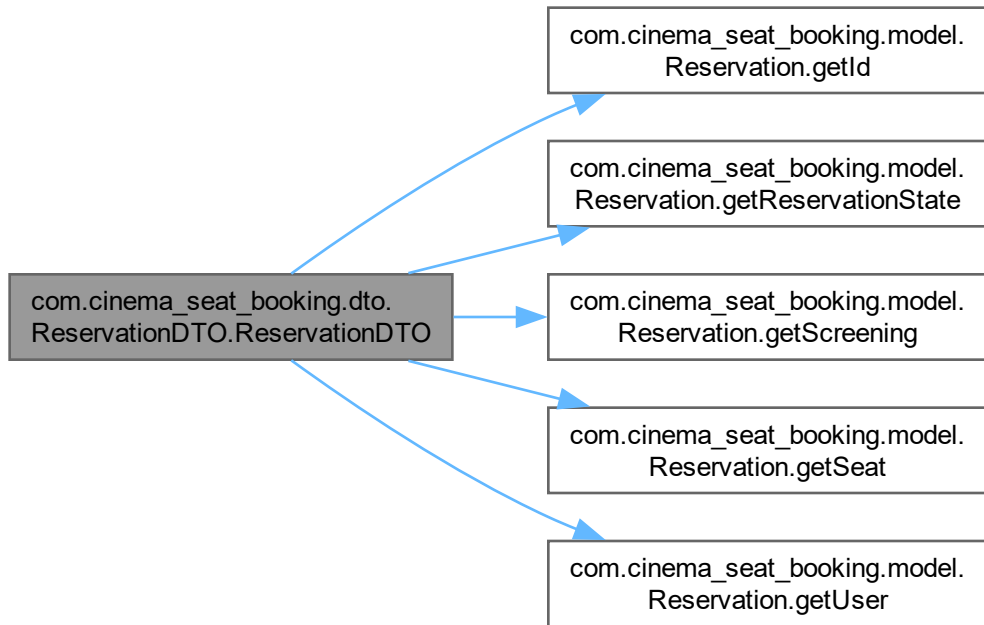 com.cinema_seat_booking.model.
Reservation.getId
com.cinema_seat_booking.model.
Reservation.getReservationState
com.cinema_seat_booking.dto.
ReservationDTO.ReservationDTO
com.cinema_seat_booking.model.
Reservation.getScreening
com.cinema_seat_booking.model.
Reservation.getSeat
com.cinema_seat_booking.model.
Reservation.getUser